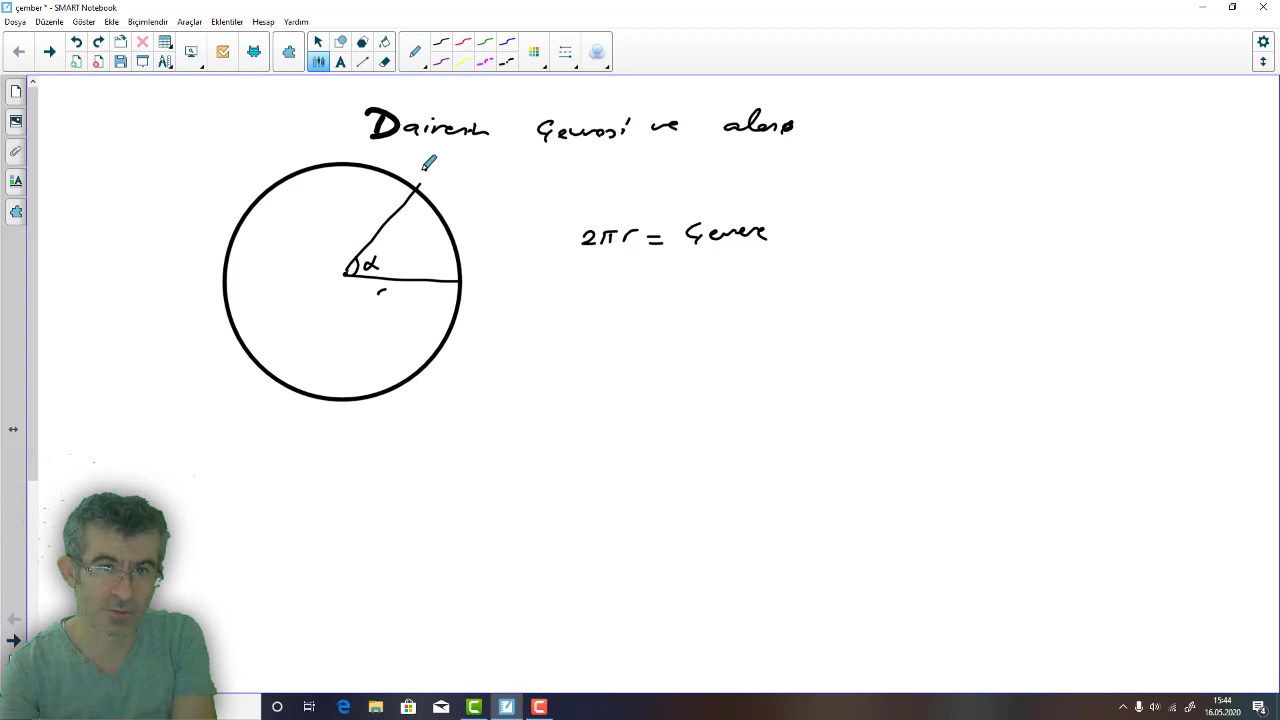 çember * - SMART Notebook
Dosya Düzenle Göster Ekle Biçimlendir Araçlar Eklentiler Hesap Yardım
Dairenin Çevresi ve alanı
α
r
2πr = Çevre
15:44
16.05.2020